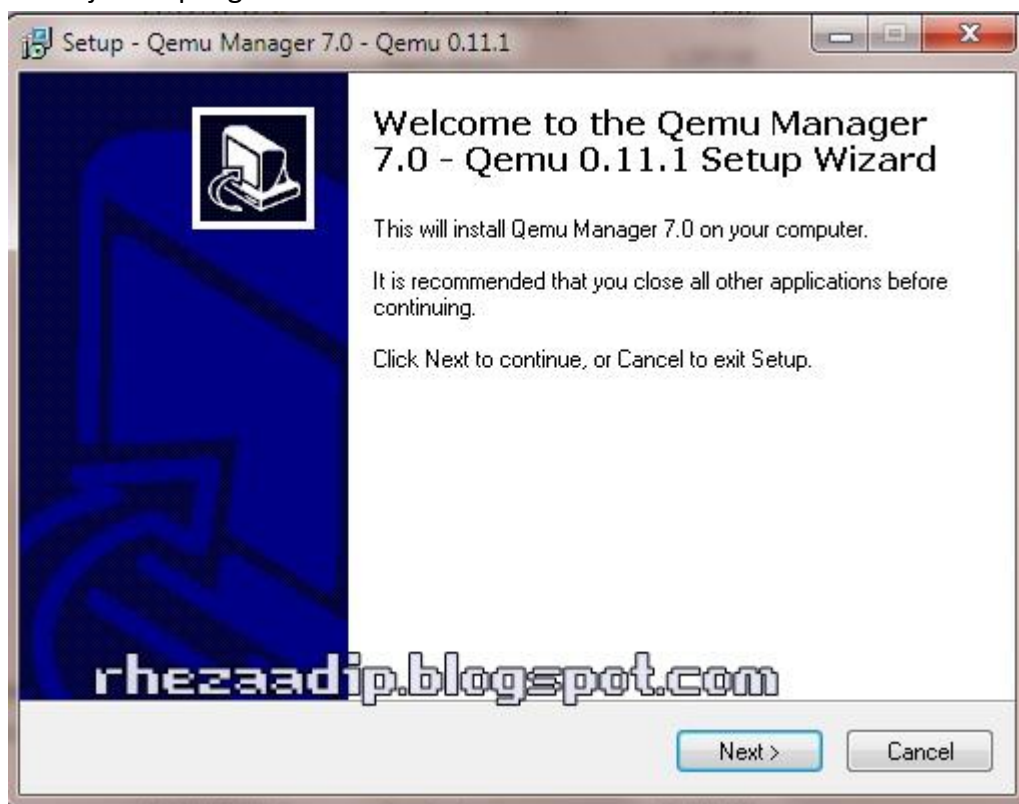 Setup - Qemu Manager 7.0 - Qemu 0.11.1
Welcome to the Qemu Manager
7.0 - Qemu 0.11.1 Setup Wizard
This will install Qemu Manager 7.0 on your computer.
It is recommended that you close all other applications before
continuing.
Click Next to continue, or Cancel to exit Setup.
rhezaadip.blogspot.com
Next >
Cancel